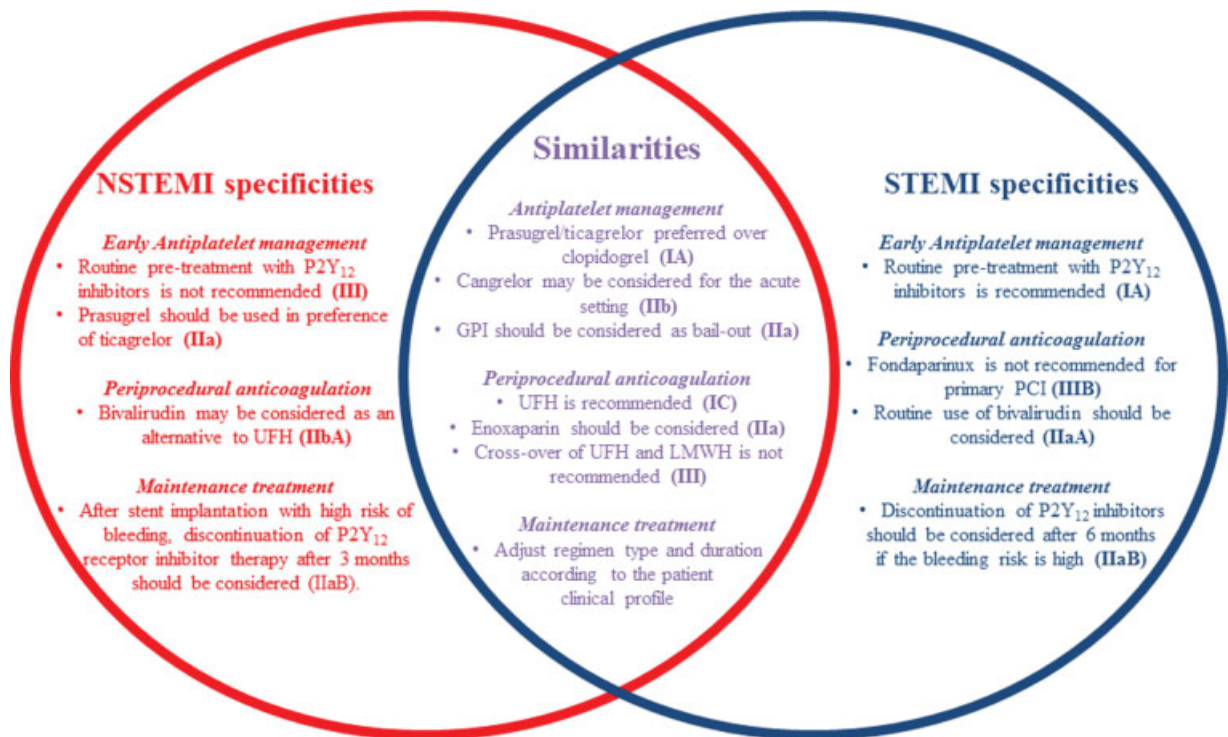 NSTEMI specificities
Early Antiplatelet management
• Routine pre-treatment with P2Y12
inhibitors is not recommended (III)
• Prasugrel should be used in preference
of ticagrelor (IIa)
Periprocedural anticoagulation
• Bivalirudin may be considered as an
alternative to UFH (IIbA)
Maintenance treatment
• After stent implantation with high risk of
bleeding, discontinuation of P2Y12
receptor inhibitor therapy after 3 months
should be considered (IIaB).
Similarities
Antiplatelet management
• Prasugrel/ticagrelor preferred over
clopidogrel (IA)
• Cangrelor may be considered for the acute
setting (IIb)
• GPI should be considered as bail-out (IIa)
Periprocedural anticoagulation
• UFH is recommended (IC)
• Enoxaparin should be considered (IIa)
• Cross-over of UFH and LMWH is not
recommended (III)
Maintenance treatment
• Adjust regimen type and duration
according to the patient
clinical profile
STEMI specificities
Early Antiplatelet management
• Routine pre-treatment with P2Y12
inhibitors is recommended (IA)
Periprocedural anticoagulation
• Fondaparinux is not recommended for
primary PCI (IIIB)
• Routine use of bivalirudin should be
considered (IIaA)
Maintenance treatment
• Discontinuation of P2Y12 inhibitors
should be considered after 6 months
if the bleeding risk is high (IIaB)